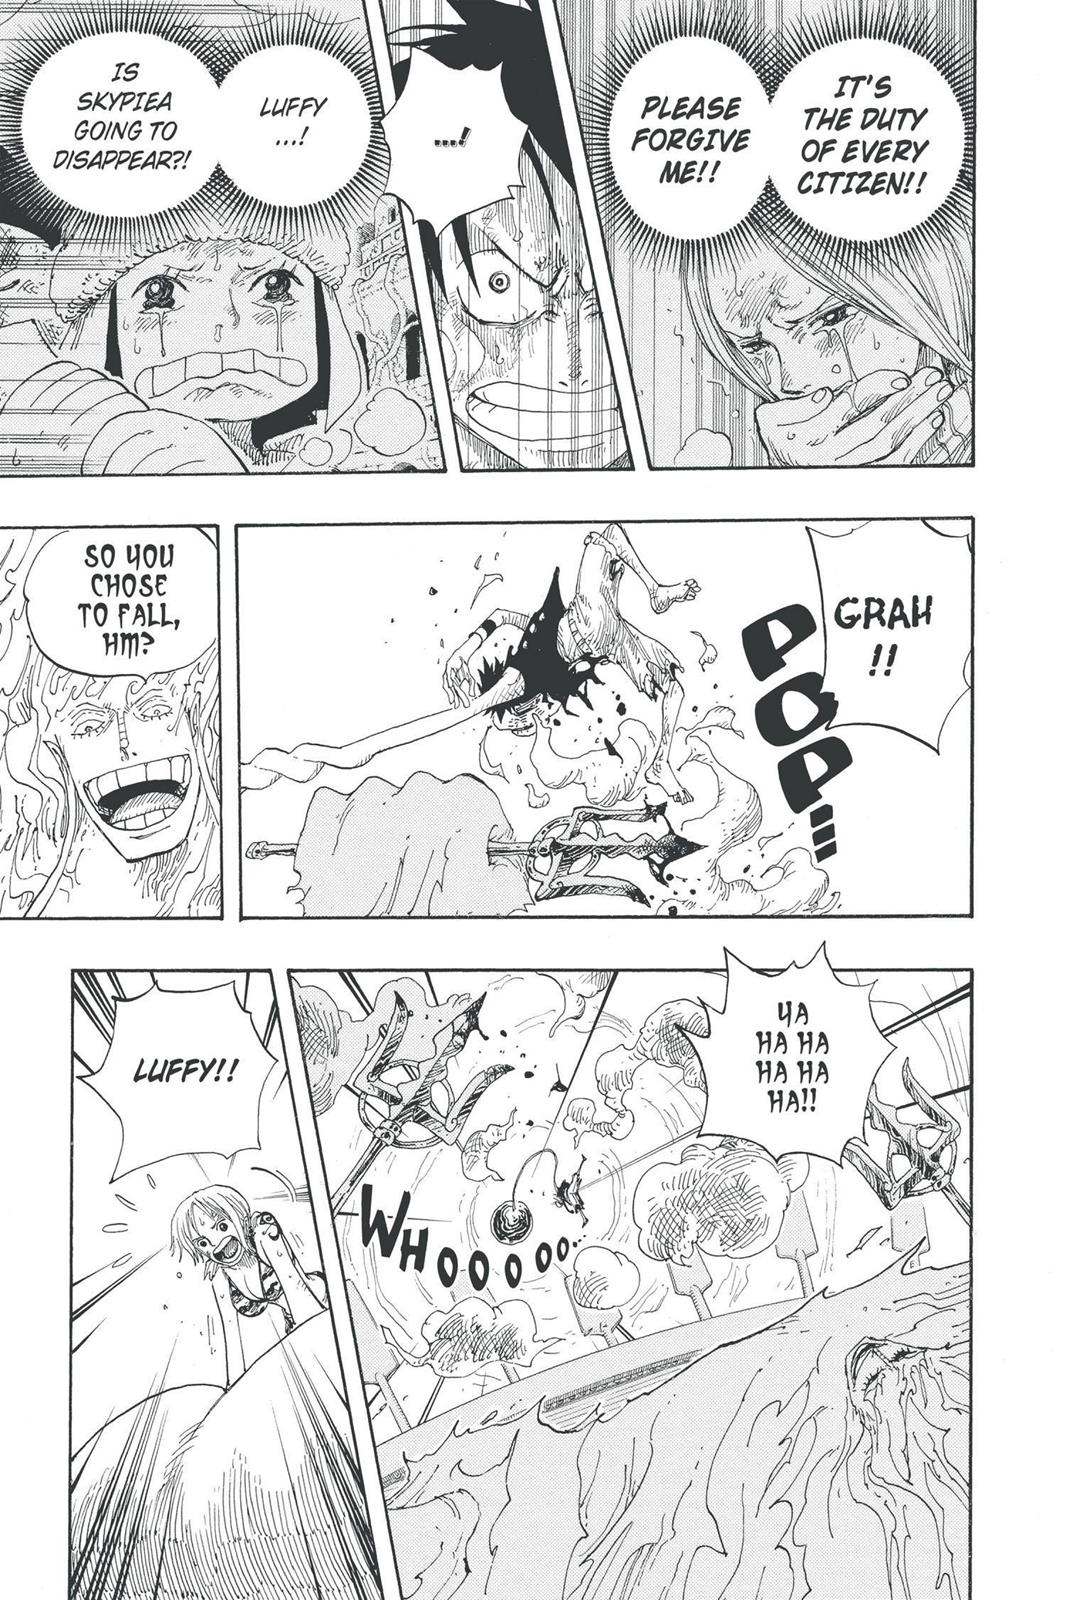 IT'S
THE DUTY
OF EVERY
CITIZEN!!
PLEASE
FORGIVE
ME!!
....!
LUFFY
...!
IS
SKYPIEA
GOING TO
DISAPPEAR?!
GRAH
!!
POP!!!
SO YOU
CHOSE
TO FALL,
HM?
YA
HA HA
HA HA
HA!!
WHOOOOO...
LUFFY!!